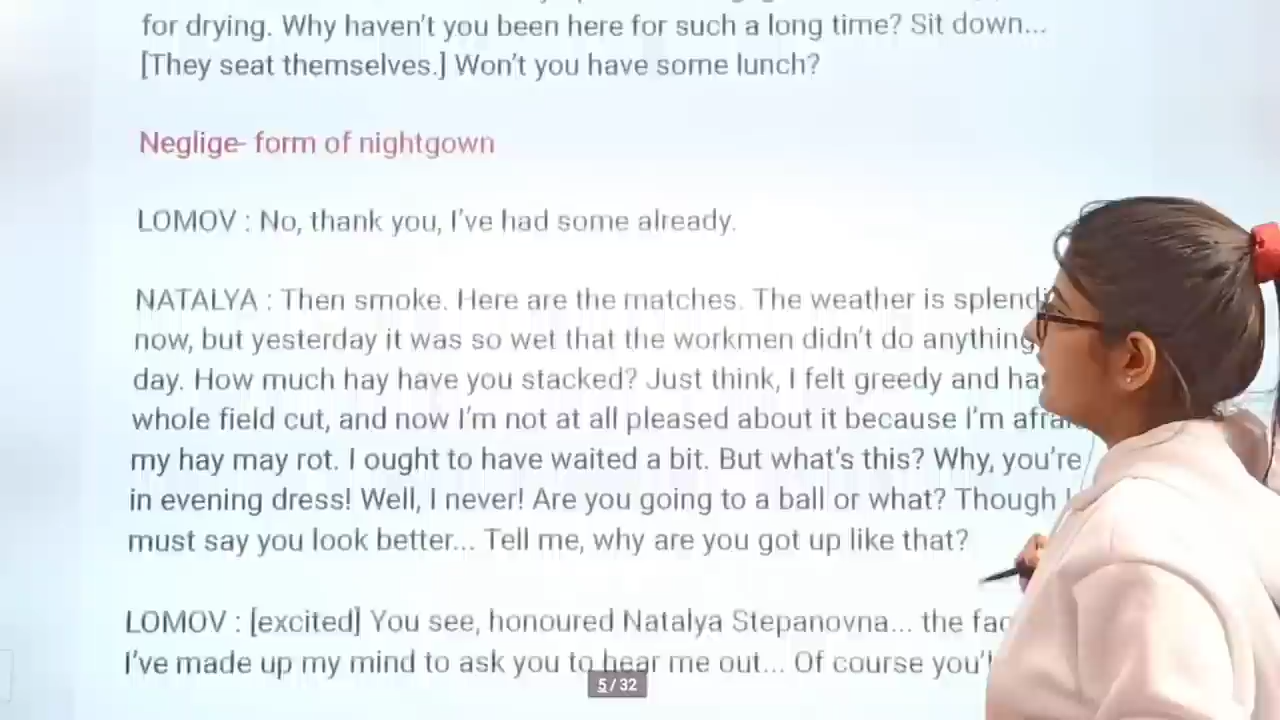 for drying. Why haven't you been here for such a long time? Sit down...
[They seat themselves.] Won't you have some lunch?
Neglige- form of nightgown
LOMOV : No, thank you, I've had some already.
NATALYA : Then smoke. Here are the matches. The weather is
now, but yesterday it was so wet that the workmen didn't do anything
day. How much hay have you stacked? Just think, I felt greedy and
whole field cut, and now I'm not at all pleased about it because I'm
my hay may rot. I ought to have waited a bit. But what's this? Why, you're
in evening dress! Well, I never! Are you going to a ball or what? Though I
must say you look better... Tell me, why are you got up like that?
LOMOV : [excited] You see, honoured Natalya Stepanovna... the
I've made up my mind to ask you to hear me out... Of course
5/32